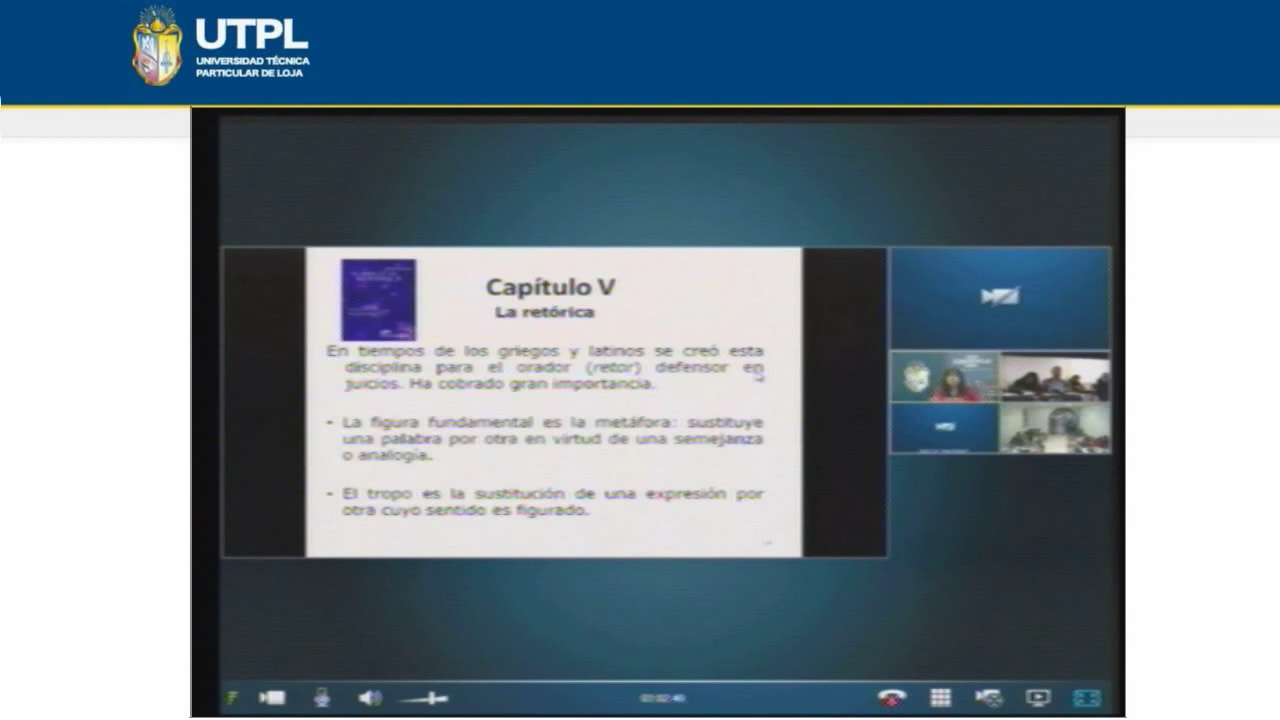 UTPL
UNIVERSIDAD TÉCNICA
PARTICULAR DE LOJA
Capítulo V
La retórica
En tiempos de los griegos y latinos se creó esta
disciplina para el orador (retor) defensor en
juicios. Ha cobrado gran importancia.
- La figura fundamental es la metáfora: sustituye
una palabra por otra en virtud de una semejanza
o analogía.
- El tropo es la sustitución de una expresión por
otra cuyo sentido es figurado.